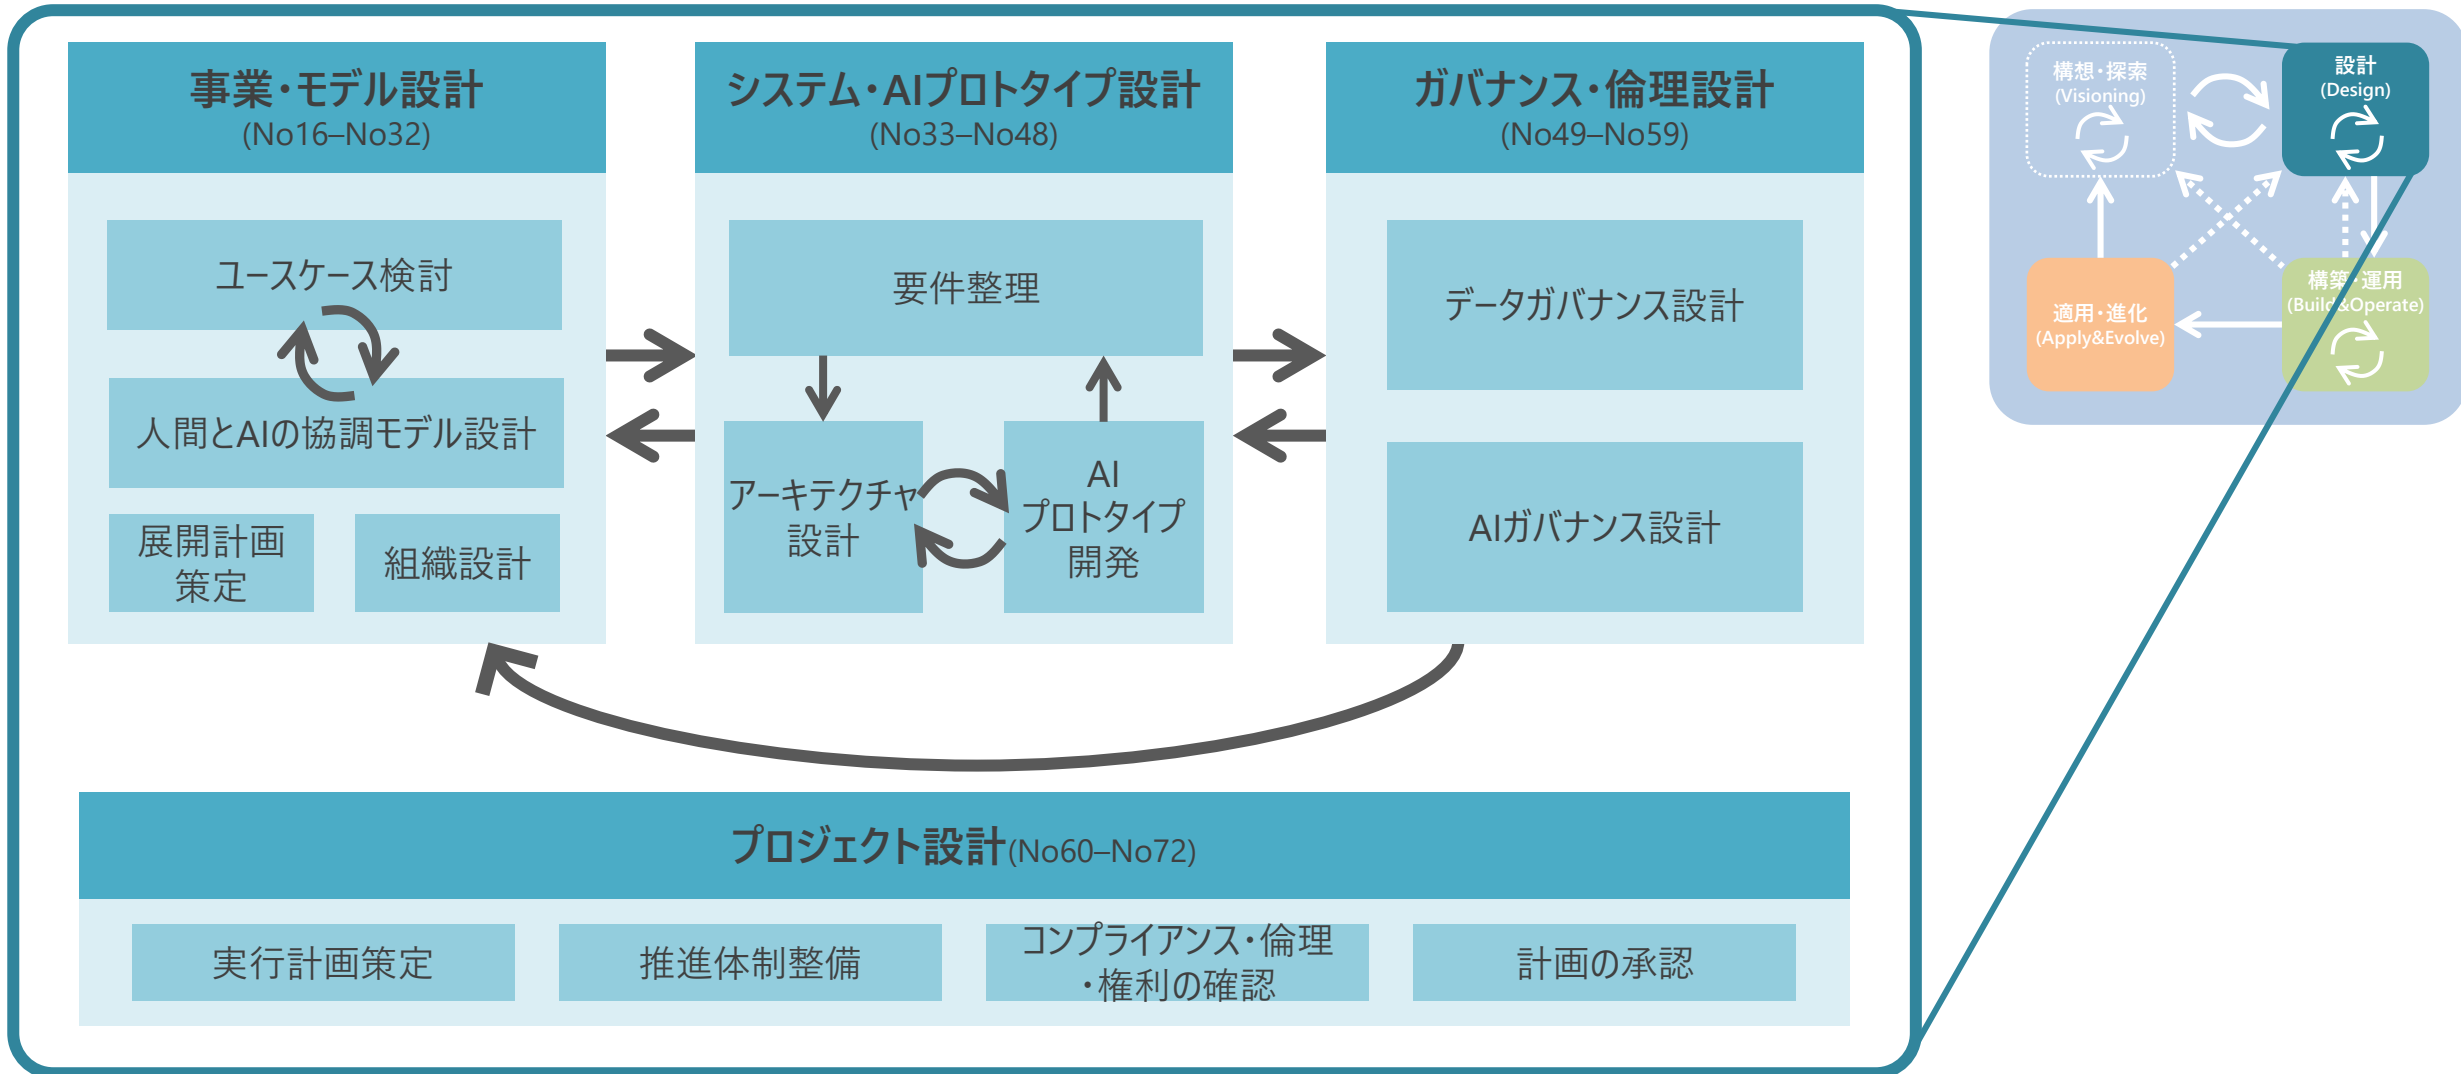 事業・モデル設計
(No16–No32)
ユースケース検討
人間とAIの協調モデル設計
展開計画
策定
組織設計
システム・AIプロトタイプ設計
(No33–No48)
要件整理
アーキテクチャ
設計
AI
プロトタイプ
開発
ガバナンス・倫理設計
(No49–No59)
データガバナンス設計
AIガバナンス設計
プロジェクト設計(No60–No72)
実行計画策定
推進体制整備
コンプライアンス・倫理
・権利の確認
計画の承認
構想・探索
(Visioning)
設計
(Design)
適用・進化
(Apply&Evolve)
構築・運用
(Build&Operate)